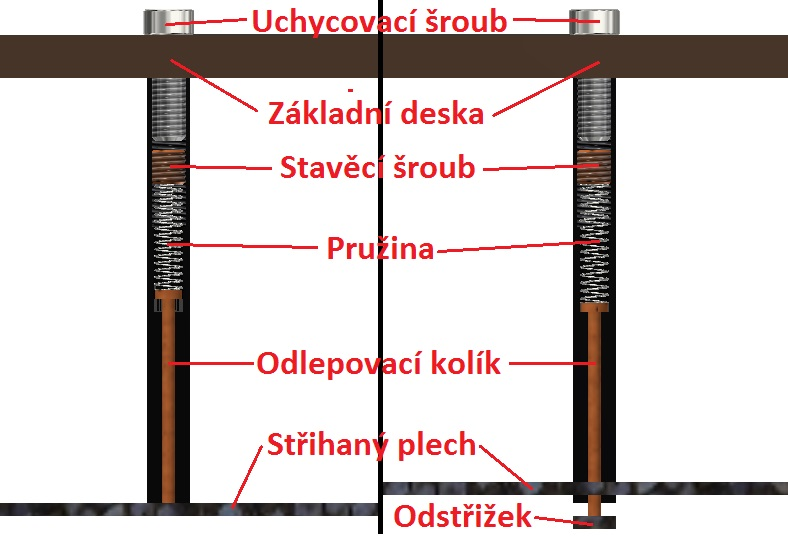 Uchycovací šroub
Základní deska
Stavěcí šroub
Pružina
Odlepovací kolík
Střihaný plech
Odstřižek